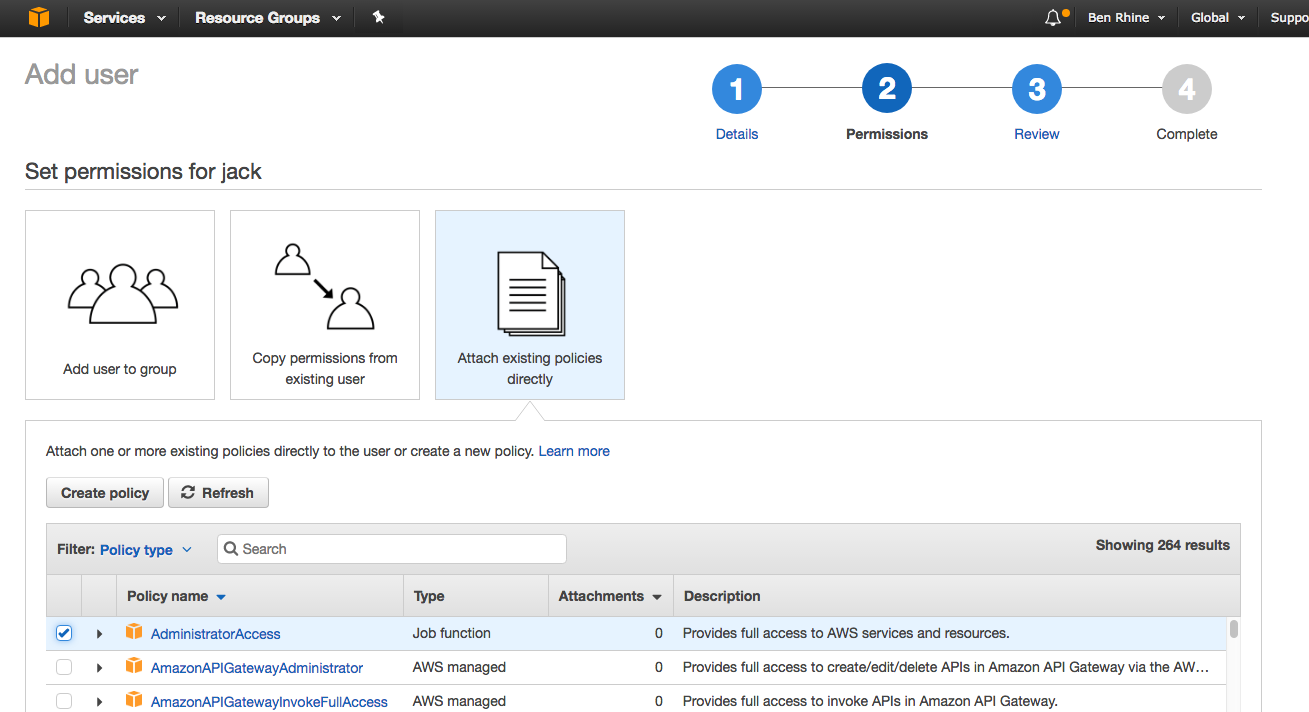 Services Resource Groups Ben Rhine Global Suppo
Add user
1 2 3 4
Details Permissions Review Complete
Set permissions for jack
Add user to group
Copy permissions from
existing user
Attach existing policies
directly
Attach one or more existing policies directly to the user or create a new policy. Learn more
Create policy Refresh
Filter: Policy type Search Showing 264 results
Policy name Type Attachments Description
AdministratorAccess Job function 0 Provides full access to AWS services and resources.
AmazonAPIGatewayAdministrator AWS managed 0 Provides full access to create/edit/delete APIs in Amazon API Gateway via the AW…
AmazonAPIGatewayInvokeFullAccess AWS managed 0 Provides full access to invoke APIs in Amazon API Gateway.